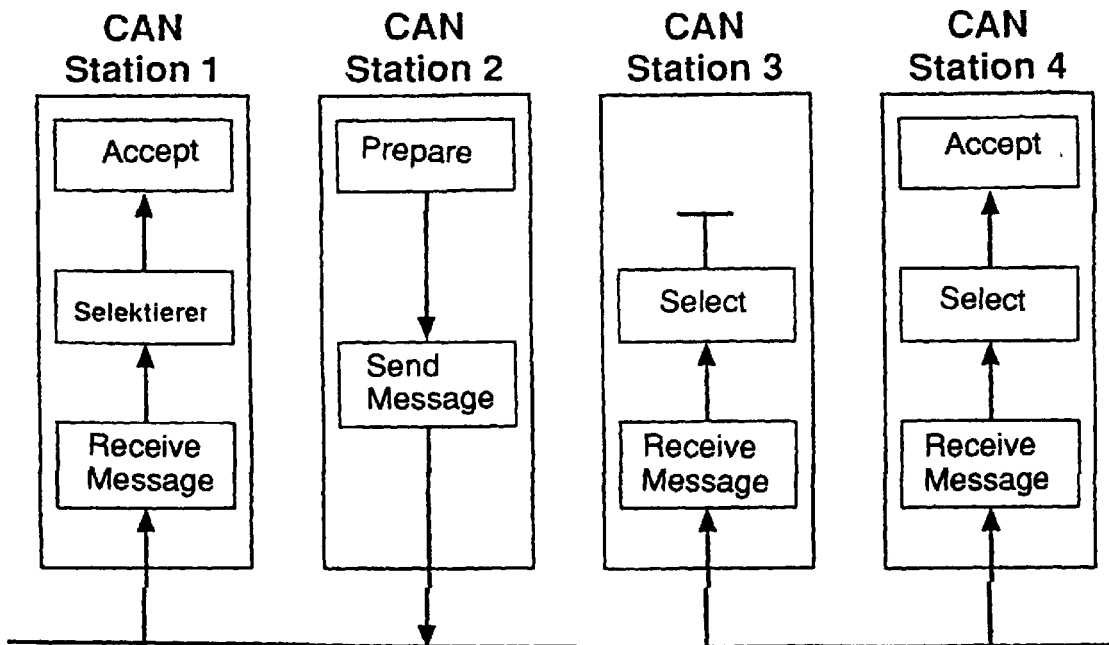 CAN
Station 1
CAN
Station 2
CAN
Station 3
CAN
Station 4
Accept
Selektierer
Receive
Message
Prepare
Send
Message
Select
Receive
Message
Accept
Select
Receive
Message